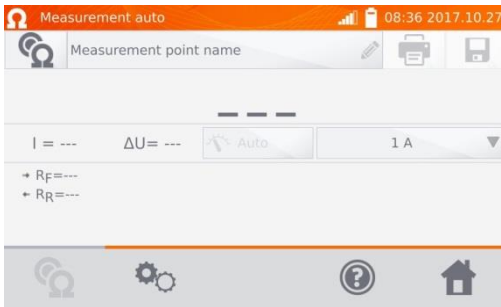 Ω Measurement auto 08:36 2017.10.27
Measurement point name
---
I = --- ΔU= --- Auto 1 A
→ RF=---
← RR=---